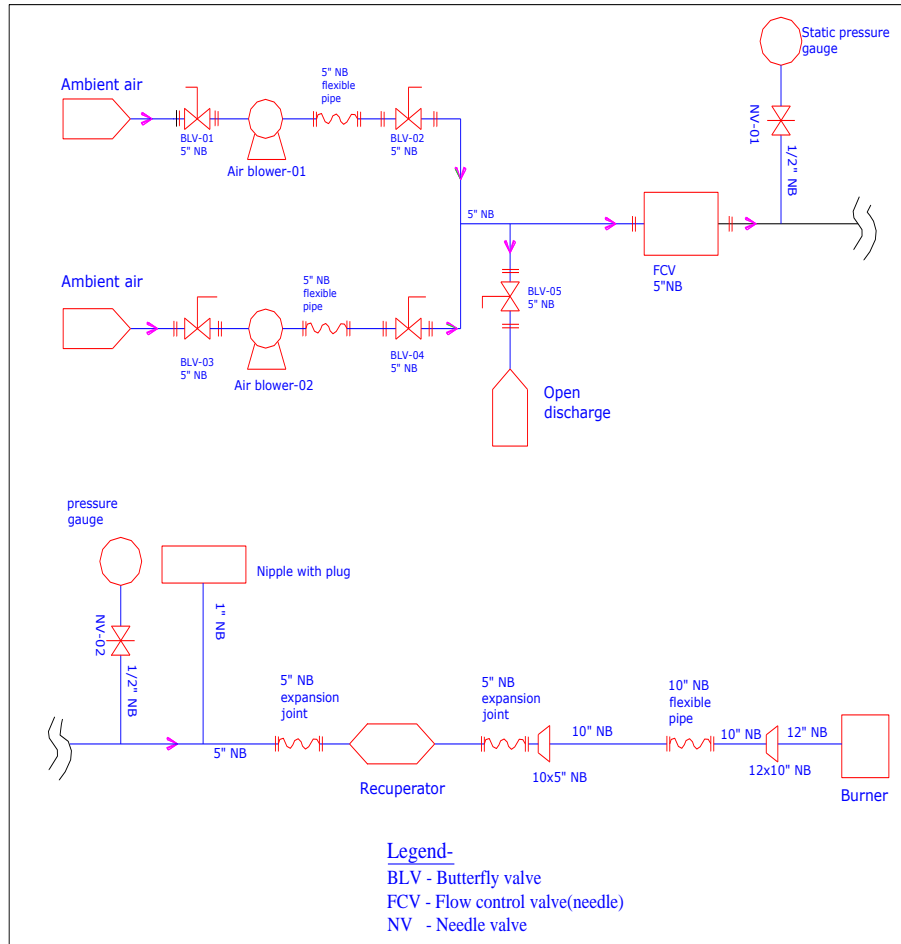 Static pressure
gauge
NV-01
1/2" NB
Ambient air
5" NB
flexible
pipe
BLV-01
5" NB
Air blower-01
BLV-02
5" NB
5" NB
FCV
5"NB
Ambient air
5" NB
flexible
pipe
BLV-03
5" NB
Air blower-02
BLV-04
5" NB
BLV-05
5" NB
Open
discharge
pressure
gauge
NV-02
1/2" NB
Nipple with plug
1" NB
5" NB
5" NB
expansion
joint
Recuperator
5" NB
expansion
joint
10x5" NB
10" NB
10" NB
flexible
pipe
10" NB
12x10" NB
12" NB
Burner
Legend-
BLV - Butterfly valve
FCV - Flow control valve(needle)
NV - Needle valve